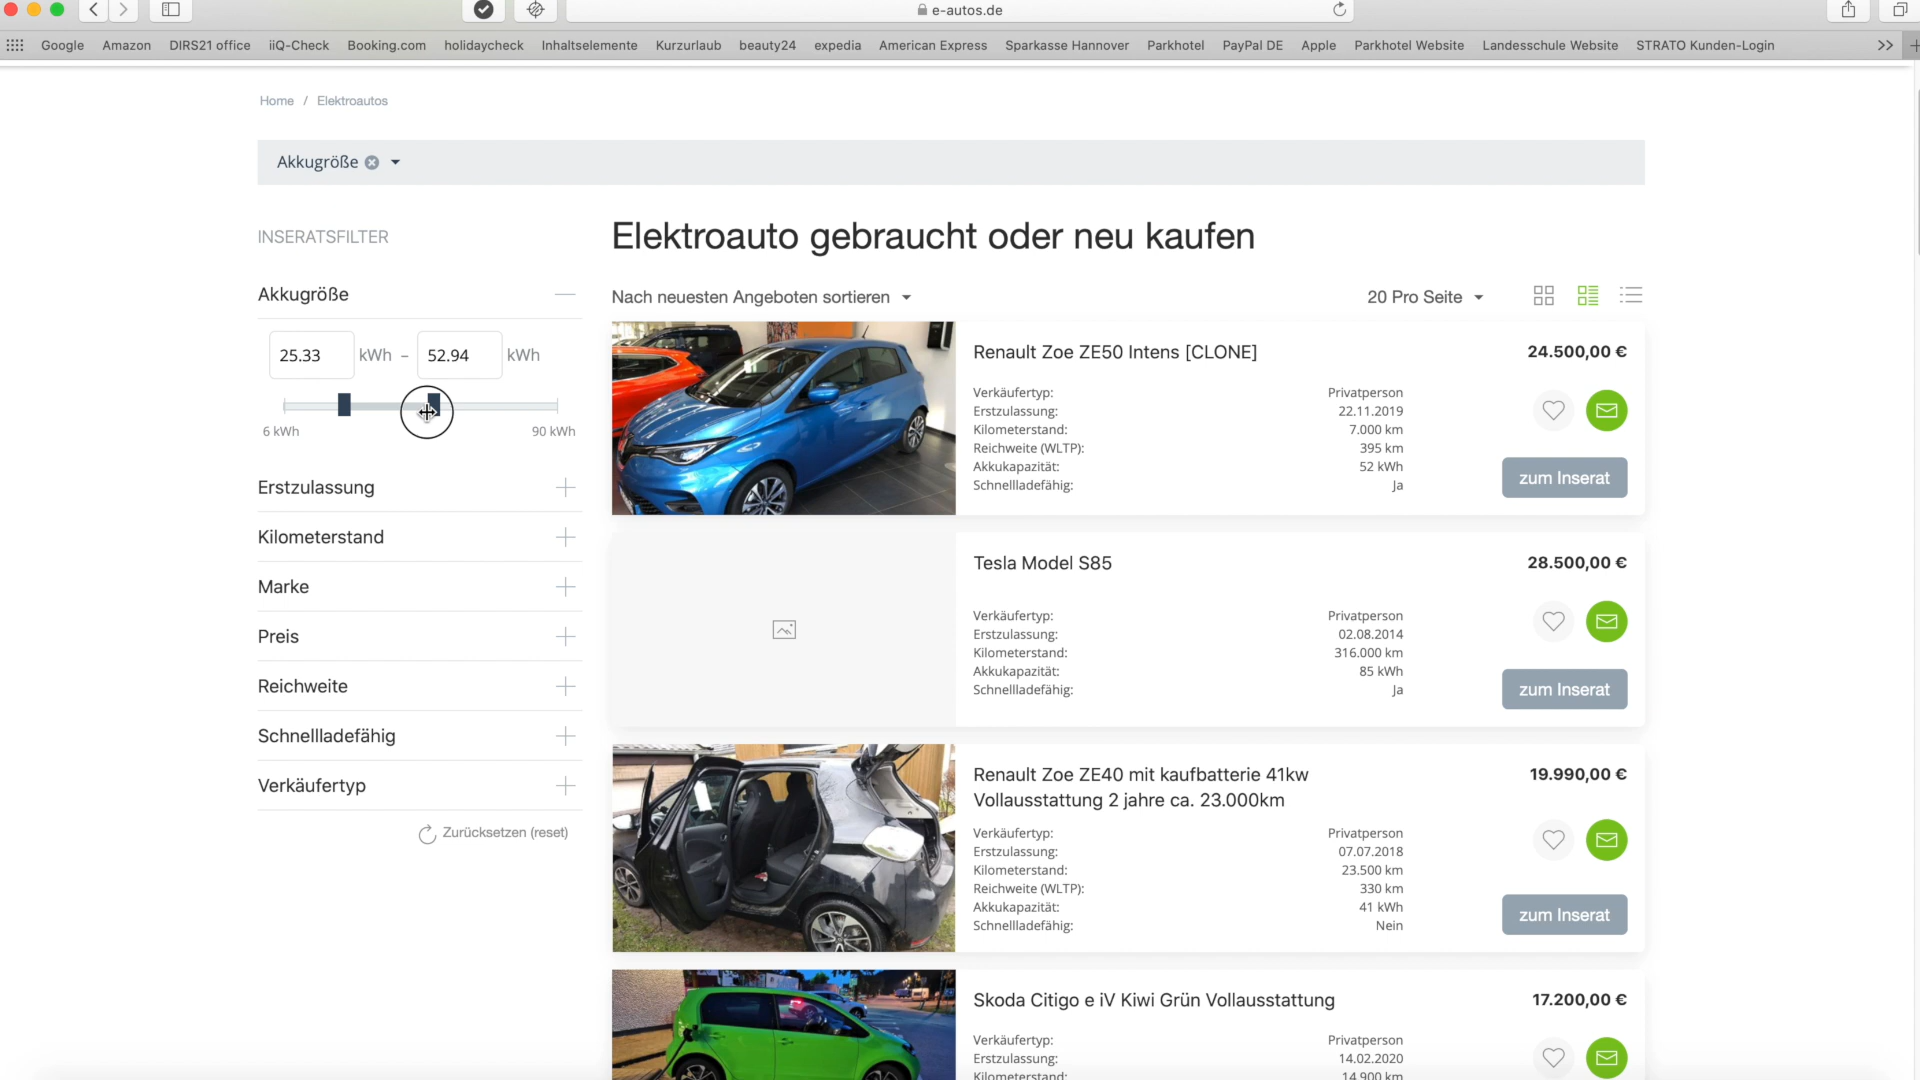 e-autos.de
Google Amazon DIRS21 office iiQ-Check Booking.com holidaycheck Inhaltselemente Kurzurlaub beauty24 expedia American Express Sparkasse Hannover Parkhotel PayPal DE Apple Parkhotel Website Landesschule Website STRATO Kunden-Login
Home / Elektroautos
Akkugröße
INSERATSFILTER
Akkugröße
25.33 kWh – 52.94 kWh
6 kWh 90 kWh
Erstzulassung
Kilometerstand
Marke
Preis
Reichweite
Schnellladefähig
Verkäufertyp
Zurücksetzen (reset)
Elektroauto gebraucht oder neu kaufen
Nach neuesten Angeboten sortieren 20 Pro Seite
Renault Zoe ZE50 Intens [CLONE] 24.500,00 €
Verkäufertyp: Privatperson
Erstzulassung: 22.11.2019
Kilometerstand: 7.000 km
Reichweite (WLTP): 395 km
Akkukapazität: 52 kWh
Schnellladefähig: Ja
zum Inserat
Tesla Model S85 28.500,00 €
Verkäufertyp: Privatperson
Erstzulassung: 02.08.2014
Kilometerstand: 316.000 km
Akkukapazität: 85 kWh
Schnellladefähig: Ja
zum Inserat
Renault Zoe ZE40 mit kaufbatterie 41kw 19.990,00 €
Vollausstattung 2 jahre ca. 23.000km
Verkäufertyp: Privatperson
Erstzulassung: 07.07.2018
Kilometerstand: 23.500 km
Reichweite (WLTP): 330 km
Akkukapazität: 41 kWh
Schnellladefähig: Nein
zum Inserat
Skoda Citigo e iV Kiwi Grün Vollausstattung 17.200,00 €
Verkäufertyp: Privatperson
Erstzulassung: 14.02.2020
Kilometerstand: 14.900 km